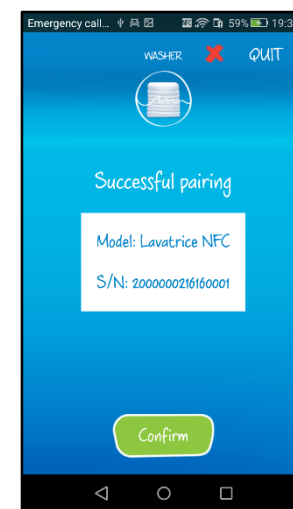 Emergency call... 59% 19:3
WASHER QUIT
Successful pairing
Model: Lavatrice NFC
S/N: 2000000216160001
Confirm